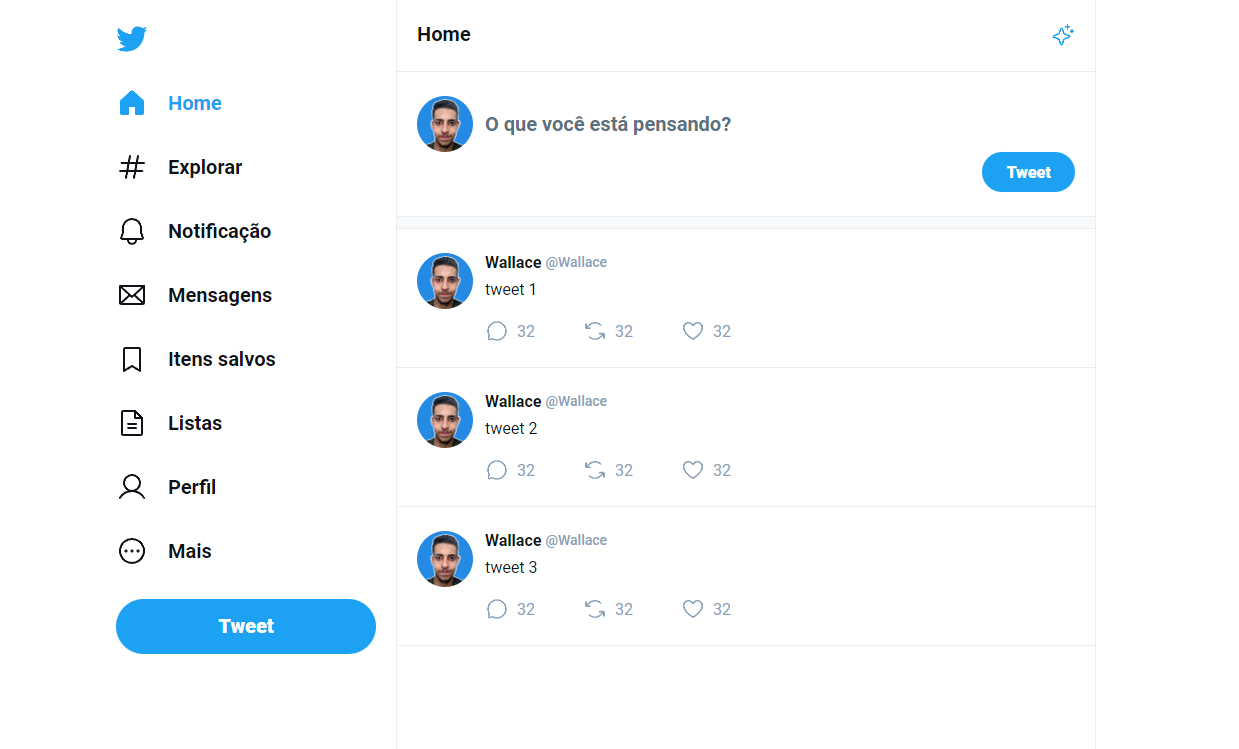 Home
Explorar
Notificação
Mensagens
Itens salvos
Listas
Perfil
Mais
Tweet
Home
O que você está pensando?
Tweet
Wallace @Wallace
tweet 1
32 32 32
Wallace @Wallace
tweet 2
32 32 32
Wallace @Wallace
tweet 3
32 32 32